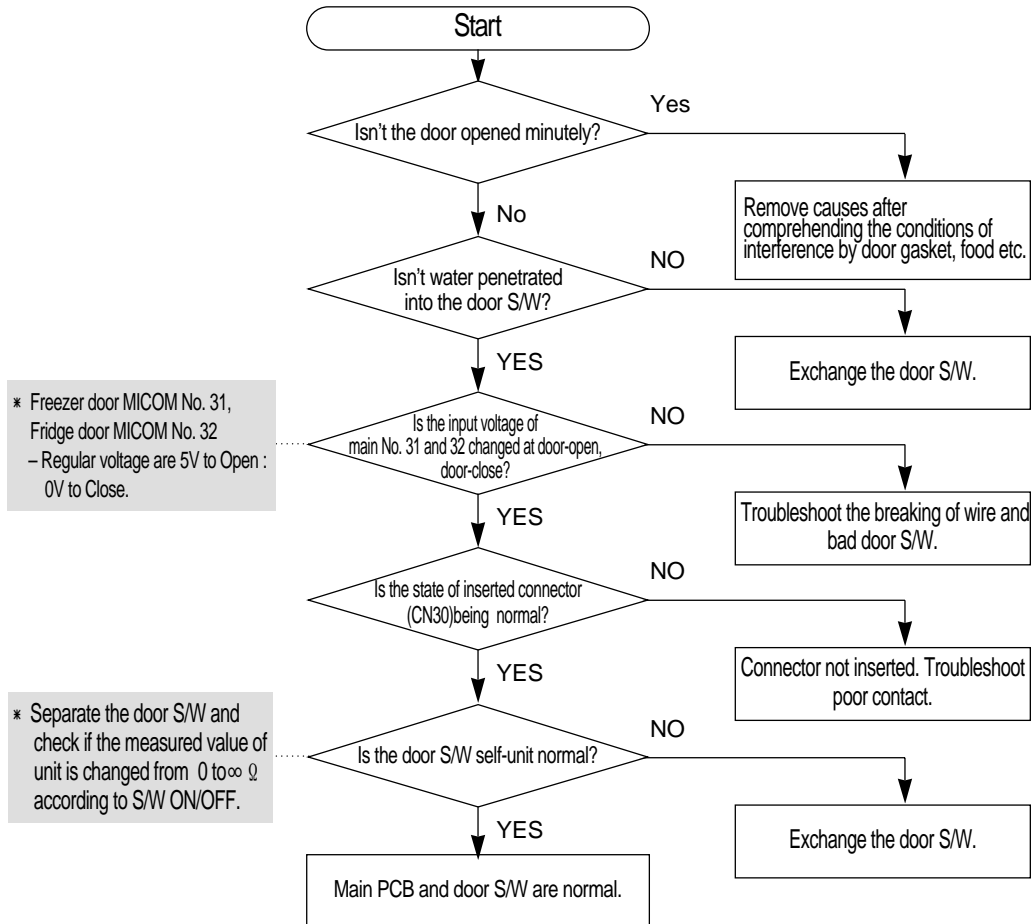 Start
Isn't the door opened minutely?
Yes
Remove causes after
comprehending the conditions of
interference by door gasket, food etc.
No
Isn't water penetrated
into the door S/W?
NO
Exchange the door S/W.
YES
* Freezer door MICOM No. 31,
Fridge door MICOM No. 32
– Regular voltage are 5V to Open :
0V to Close.
Is the input voltage of
main No. 31 and 32 changed at door-open,
door-close?
NO
Troubleshoot the breaking of wire and
bad door S/W.
YES
Is the state of inserted connector
(CN30)being normal?
NO
Connector not inserted. Troubleshoot
poor contact.
YES
* Separate the door S/W and
check if the measured value of
unit is changed from 0 to∞ Ω
according to S/W ON/OFF.
Is the door S/W self-unit normal?
NO
Exchange the door S/W.
YES
Main PCB and door S/W are normal.